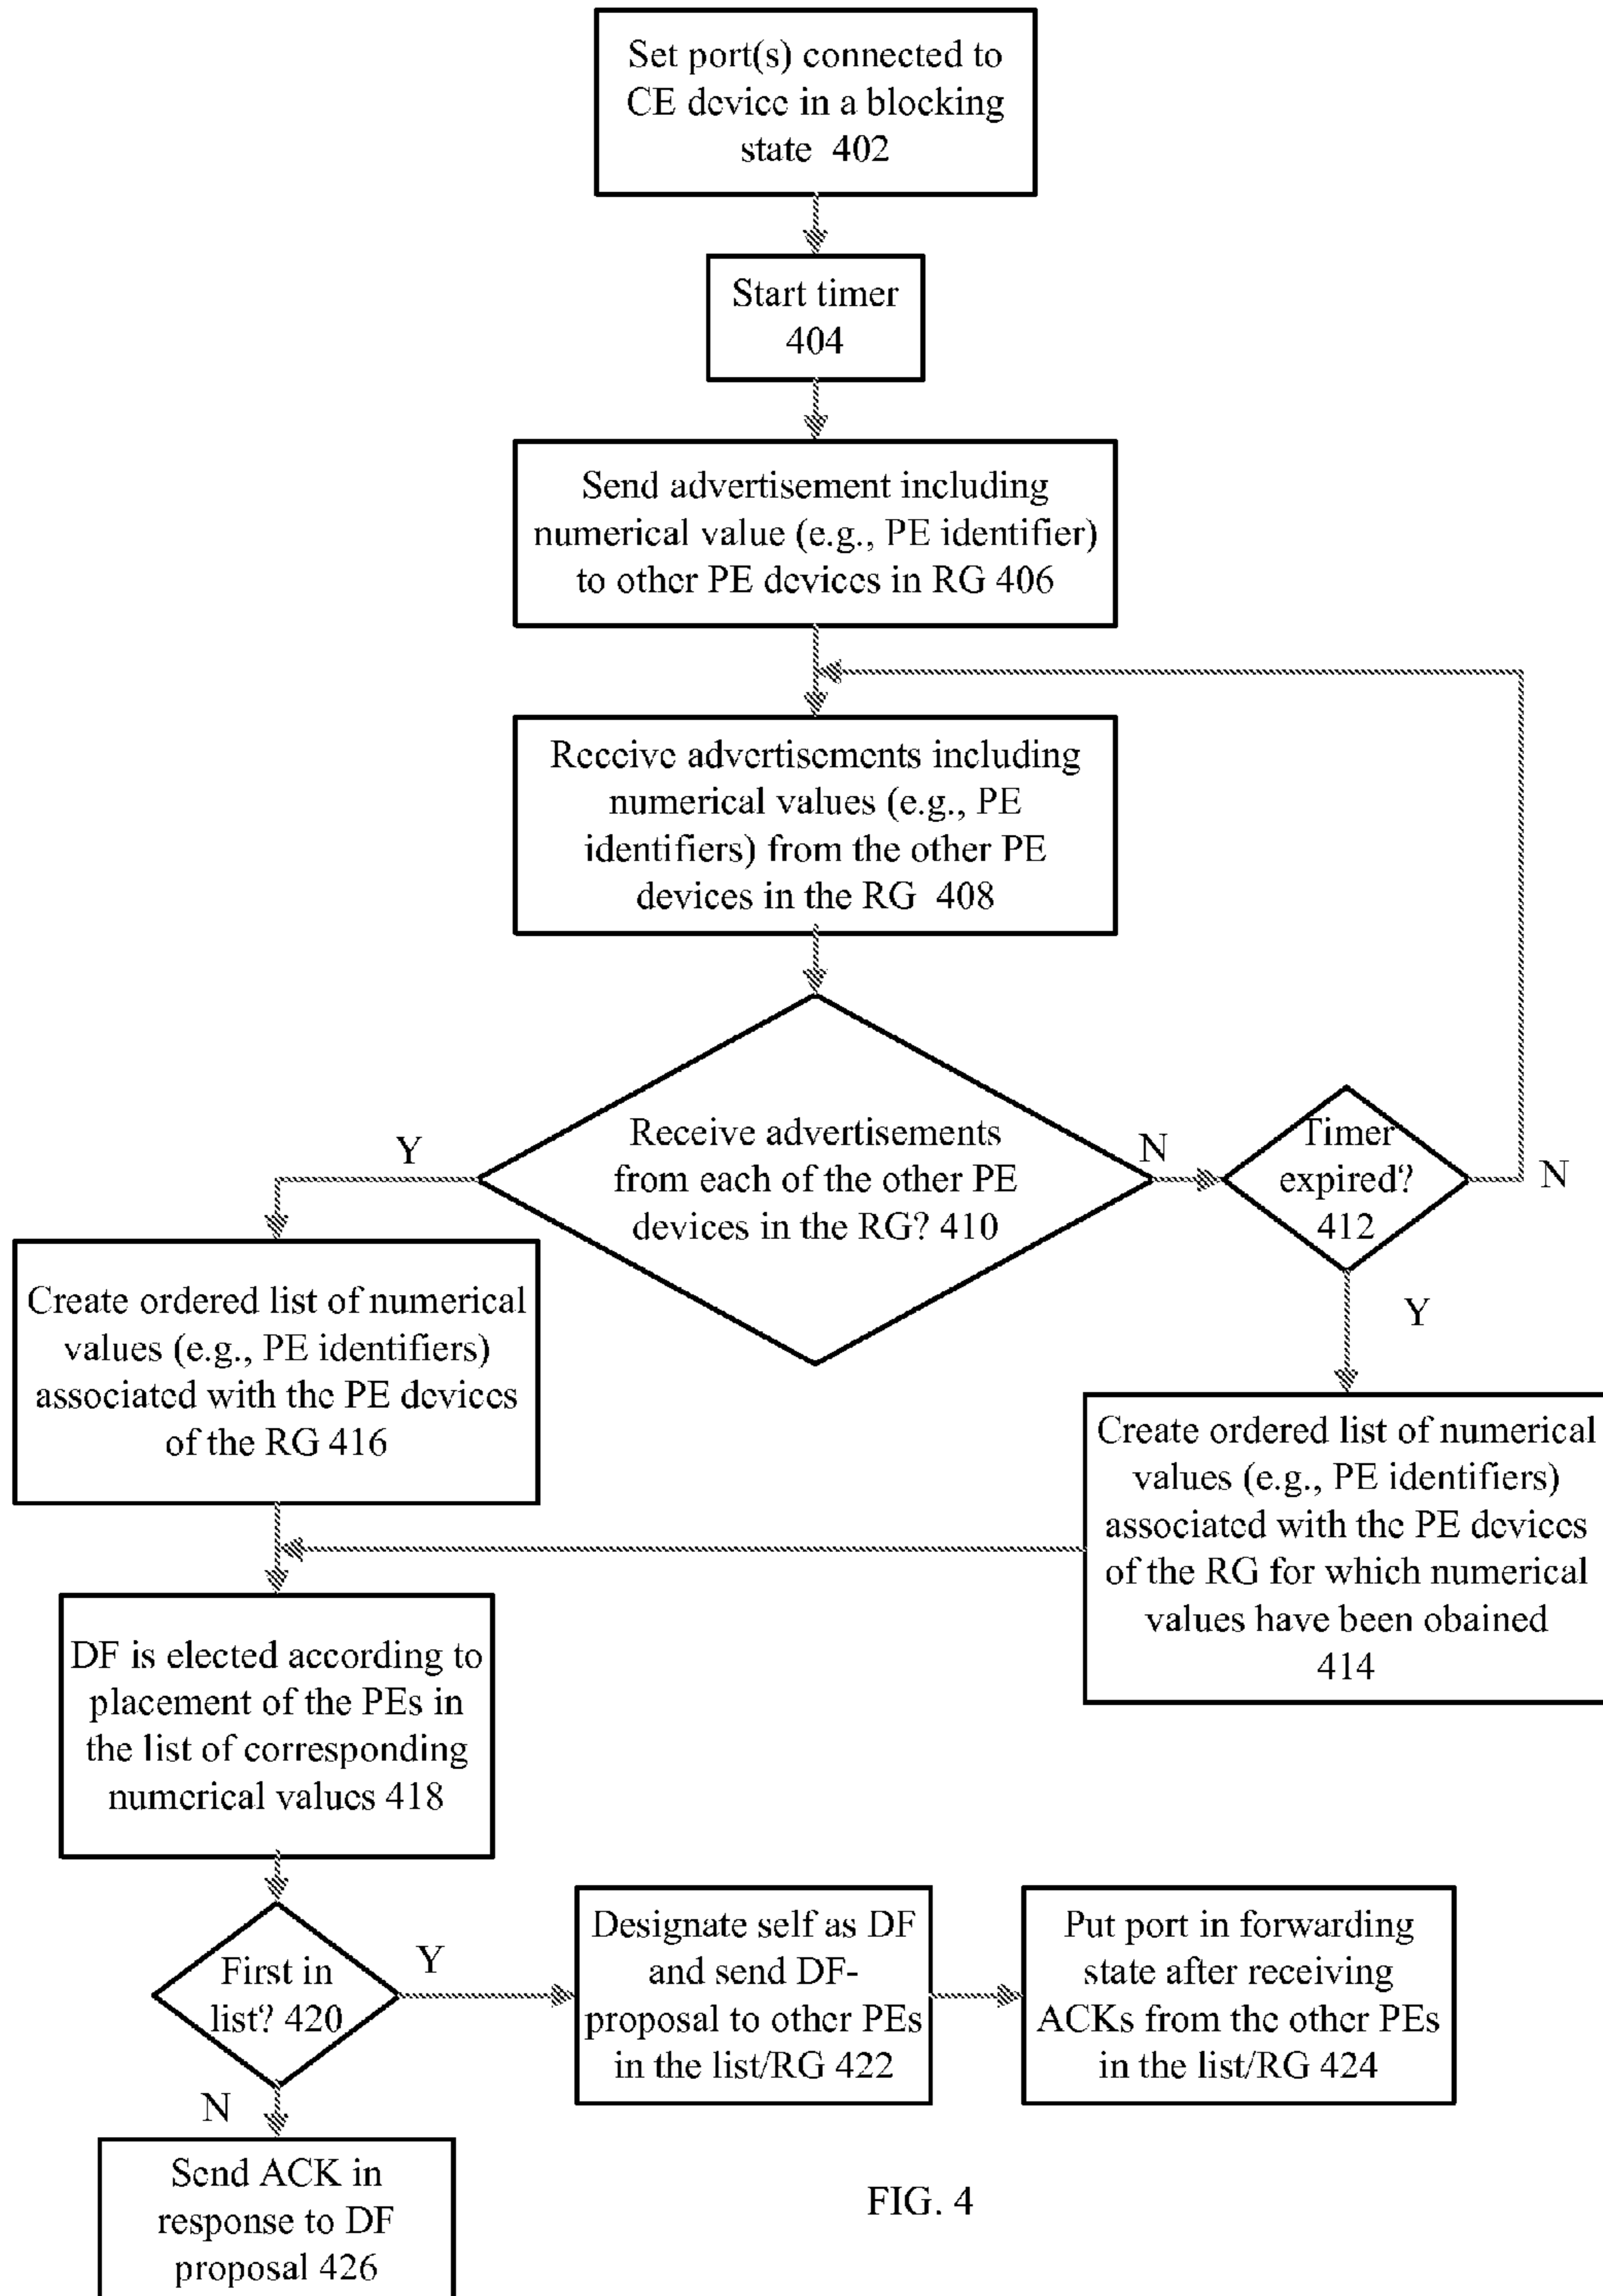 Set port(s) connected to
CE device in a blocking
state 402
Start timer
404
Send advertisement including
numerical value (e.g., PE identifier)
to other PE devices in RG 406
Receive advertisements including
numerical values (e.g., PE
identifiers) from the other PE
devices in the RG 408
Receive advertisements
from each of the other PE
devices in the RG? 410
Y
N
Timer
expired?
412
N
Y
Create ordered list of numerical
values (e.g., PE identifiers)
associated with the PE devices
of the RG 416
Create ordered list of numerical
values (e.g., PE identifiers)
associated with the PE devices
of the RG for which numerical
values have been obained
414
DF is elected according to
placement of the PEs in
the list of corresponding
numerical values 418
First in
list? 420
Y
Designate self as DF
and send DF-
proposal to other PEs
in the list/RG 422
Put port in forwarding
state after receiving
ACKs from the other PEs
in the list/RG 424
N
Send ACK in
response to DF
proposal 426
FIG. 4